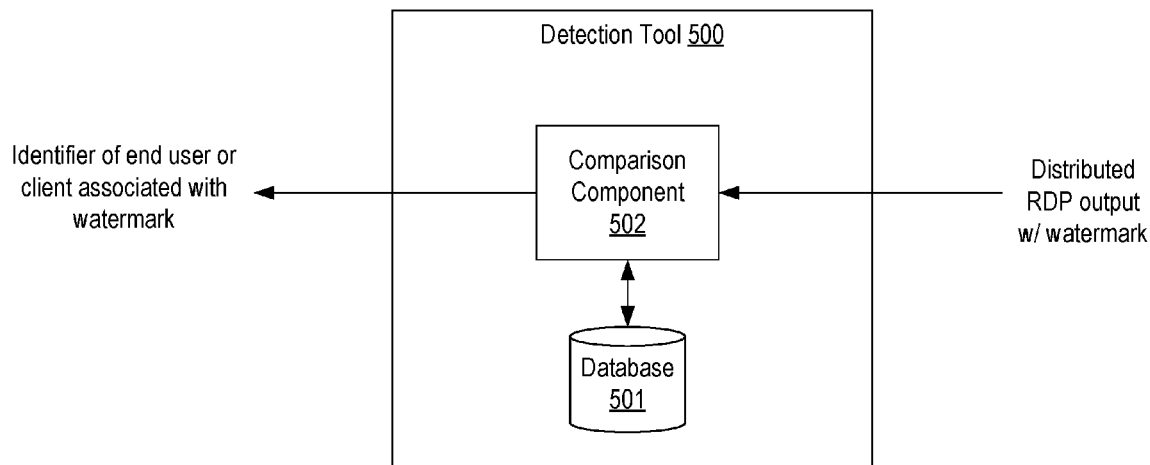 Detection Tool 500
Identifier of end user or
client associated with
watermark
Comparison
Component
502
Distributed
RDP output
w/ watermark
Database
501